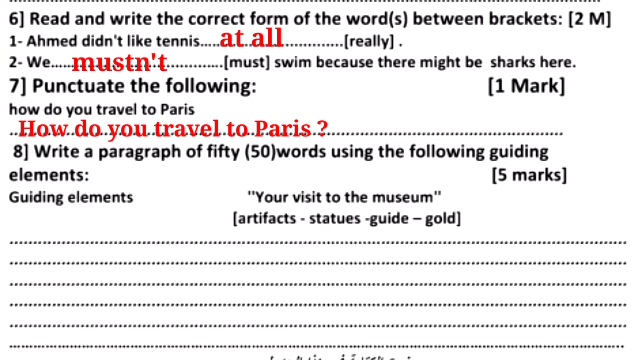 6] Read and write the correct form of the word(s) between brackets: [2 M]
1- Ahmed didn't like tennis.....at all.................[really] .
2- We.....mustn't.................[must] swim because there might be sharks here.
7] Punctuate the following: [1 Mark]
how do you travel to Paris
..How do you travel to Paris ?......................................................
8] Write a paragraph of fifty (50)words using the following guiding
elements: [5 marks]
Guiding elements "Your visit to the museum"
[artifacts - statues -guide – gold]